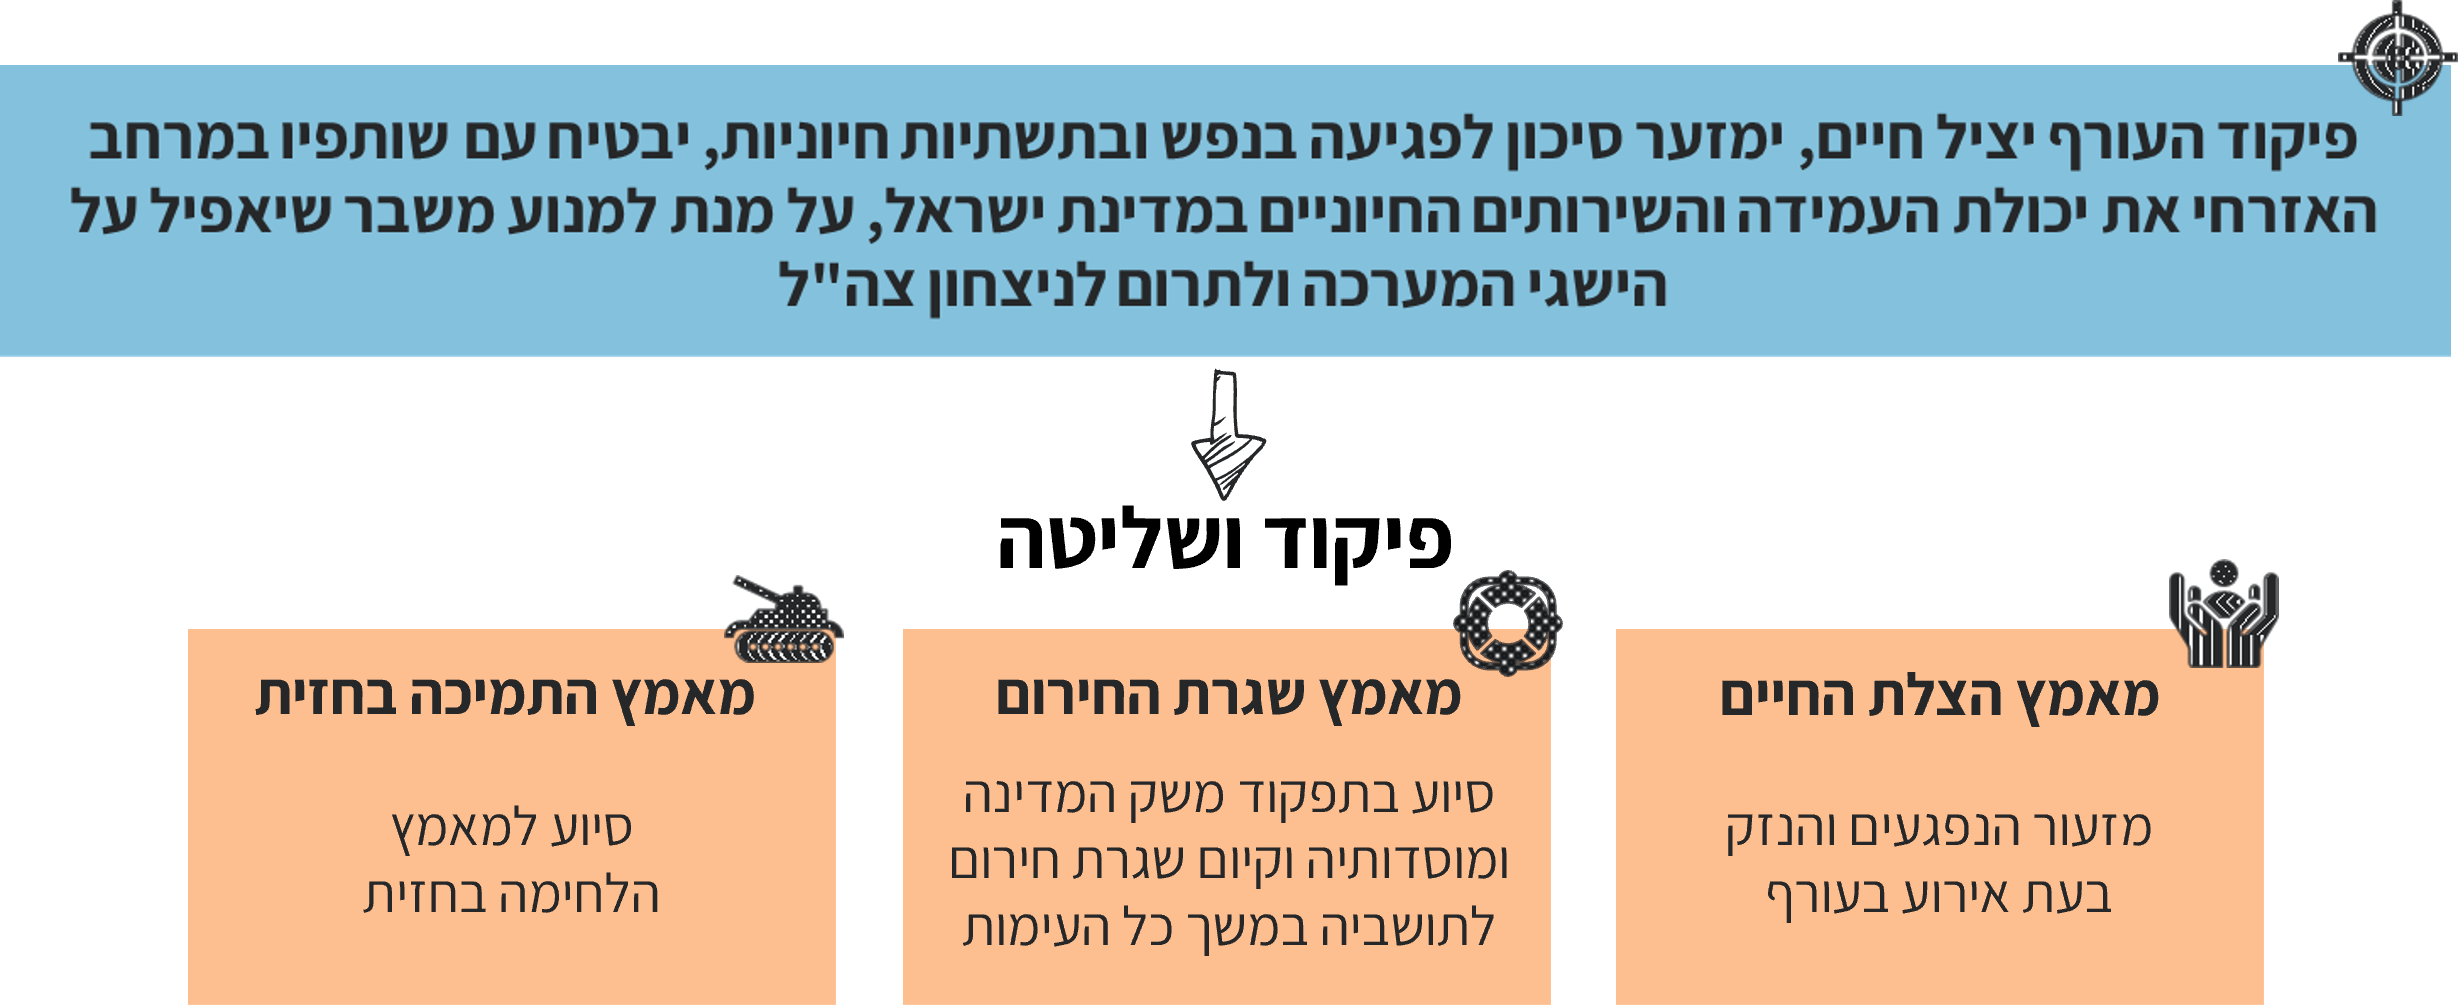 פיקוד העורף יציל חיים, ימזער סיכון לפגיעה בנפש ובתשתיות חיוניות, יבטיח עם שותפיו במרחב
האזרחי את יכולת העמידה והשירותים החיוניים במדינת ישראל, על מנת למנוע משבר שיאפיל על
הישגי המערכה ולתרום לניצחון צה"ל
פיקוד ושליטה
מאמץ הצלת החיים
מזעור הנפגעים והנזק
בעת אירוע בעורף
מאמץ שגרת החירום
סיוע בתפקוד משק המדינה
ומוסדותיה וקיום שגרת חירום
לתושביה במשך כל העימות
מאמץ התמיכה בחזית
סיוע למאמץ
הלחימה בחזית